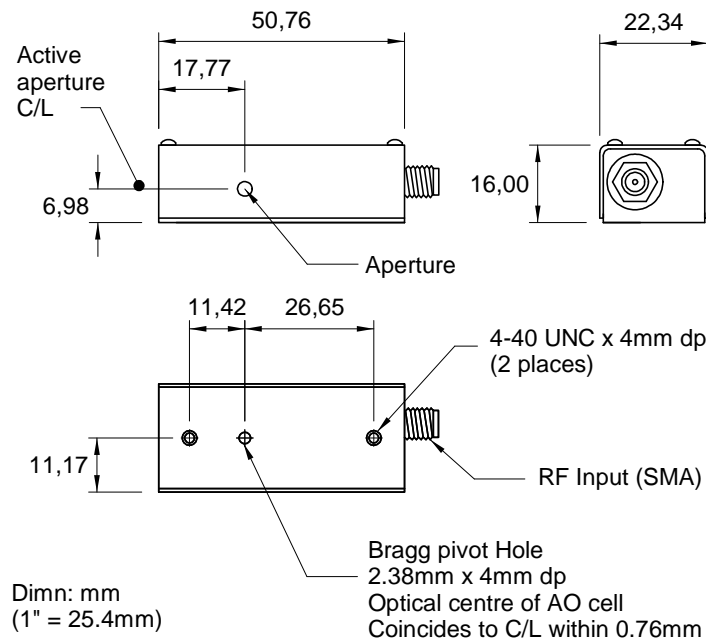 50,76
22,34
Active
aperture
C/L
17,77
16,00
6,98
Aperture
11,42
26,65
4-40 UNC x 4mm dp
(2 places)
11,17
RF Input (SMA)
Bragg pivot Hole
2.38mm x 4mm dp
Optical centre of AO cell
Coincides to C/L within 0.76mm
Dimn: mm
(1" = 25.4mm)